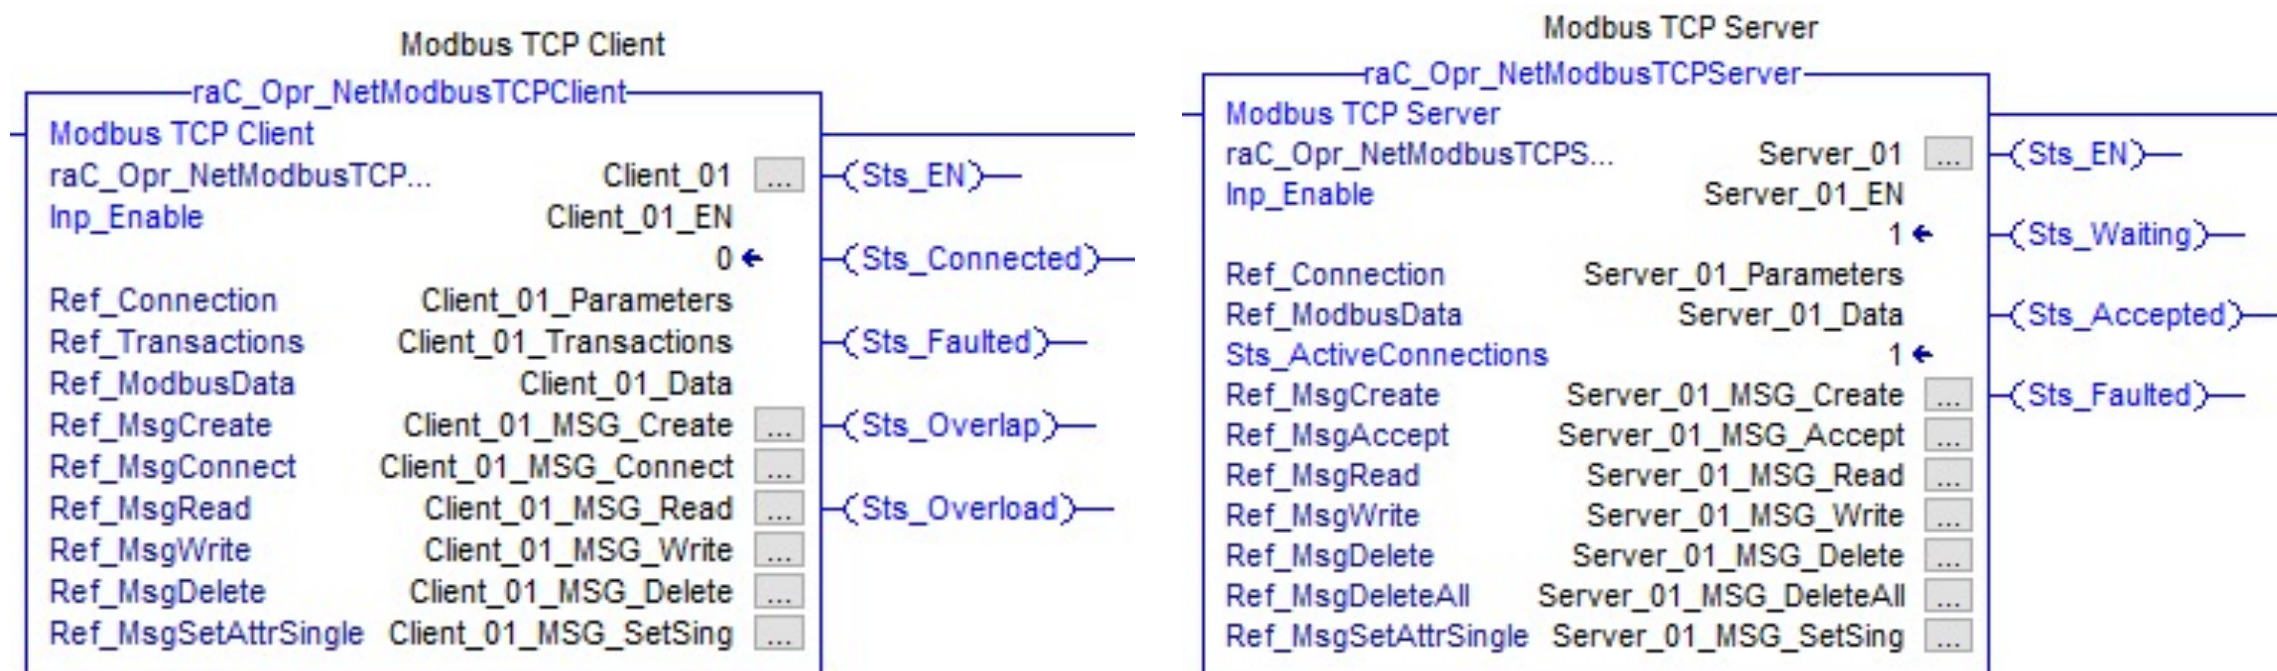 Modbus TCP Client
raC_Opr_NetModbusTCPClient
Modbus TCP Client
raC_Opr_NetModbusTCP... Client_01 ... (Sts_EN)
Inp_Enable Client_01_EN
0 (Sts_Connected)
Ref_Connection Client_01_Parameters
Ref_Transactions Client_01_Transactions (Sts_Faulted)
Ref_ModbusData Client_01_Data
Ref_MsgCreate Client_01_MSG_Create ... (Sts_Overlap)
Ref_MsgConnect Client_01_MSG_Connect ...
Ref_MsgRead Client_01_MSG_Read ... (Sts_Overload)
Ref_MsgWrite Client_01_MSG_Write ...
Ref_MsgDelete Client_01_MSG_Delete ...
Ref_MsgSetAttrSingle Client_01_MSG_SetSing ...
Modbus TCP Server
raC_Opr_NetModbusTCPServer
Modbus TCP Server
raC_Opr_NetModbusTCPS... Server_01 ... (Sts_EN)
Inp_Enable Server_01_EN
1 (Sts_Waiting)
Ref_Connection Server_01_Parameters
Ref_ModbusData Server_01_Data (Sts_Accepted)
Sts_ActiveConnections 1
Ref_MsgCreate Server_01_MSG_Create ... (Sts_Faulted)
Ref_MsgAccept Server_01_MSG_Accept ...
Ref_MsgRead Server_01_MSG_Read ...
Ref_MsgWrite Server_01_MSG_Write ...
Ref_MsgDelete Server_01_MSG_Delete ...
Ref_MsgDeleteAll Server_01_MSG_DeleteAll ...
Ref_MsgSetAttrSingle Server_01_MSG_SetSing ...